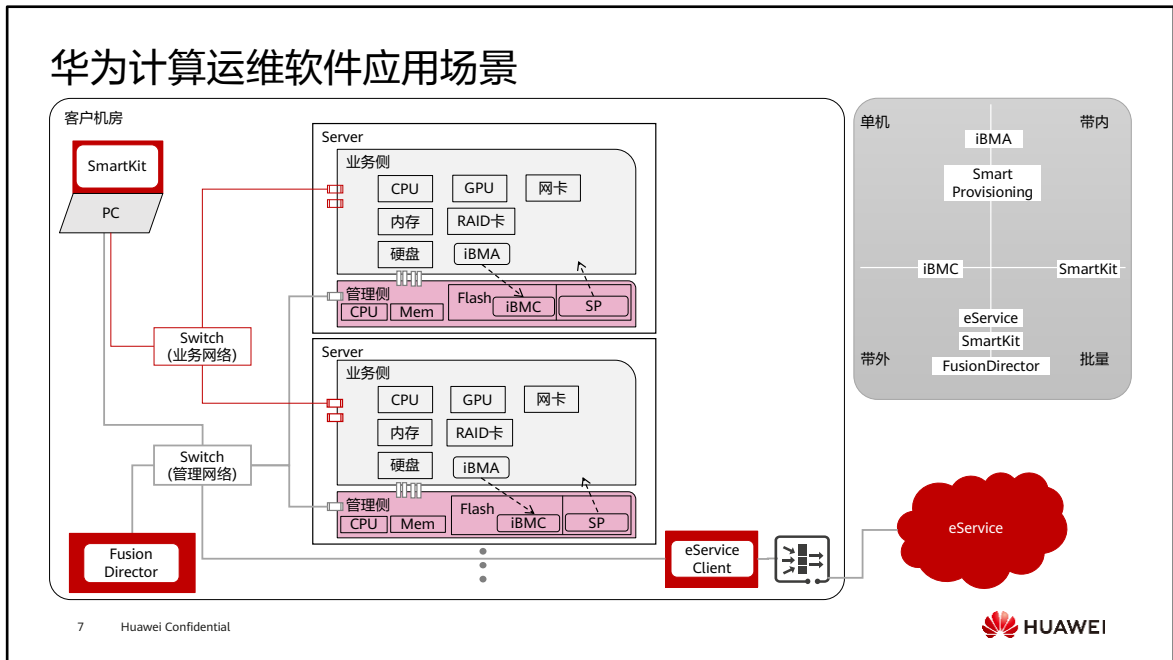 华为计算运维软件应用场景
客户机房
SmartKit
PC
Switch
(业务网络)
Switch
(管理网络)
Fusion
Director
Server
业务侧
CPU
GPU
网卡
内存
RAID卡
硬盘
iBMA
管理侧
CPU
Mem
Flash
iBMC
SP
Server
业务侧
CPU
GPU
网卡
内存
RAID卡
硬盘
iBMA
管理侧
CPU
Mem
Flash
iBMC
SP
eService
Client
eService
单机
带内
iBMA
Smart
Provisioning
iBMC
SmartKit
eService
SmartKit
FusionDirector
带外
批量
7
Huawei Confidential
HUAWEI